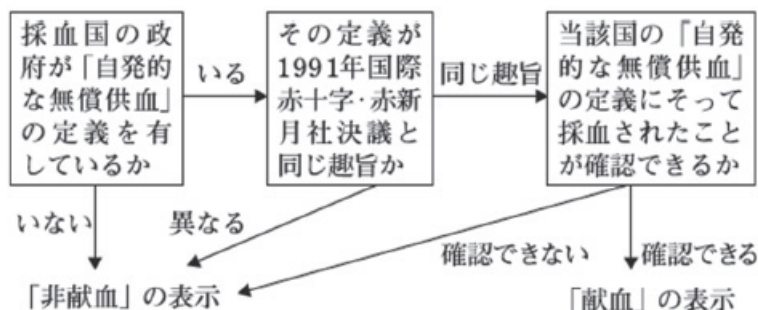 採血国の政
府が「自発的
な無償供血」
の定義を有
しているか
いる
その定義が
1991年国際
赤十字・赤新
月社決議と
同じ趣旨か
同じ趣旨
当該国の「自発
的な無償供血」
の定義にそって
採血されたこと
が確認できるか
いない
異なる
確認できない
確認できる
「非献血」の表示
「献血」の表示